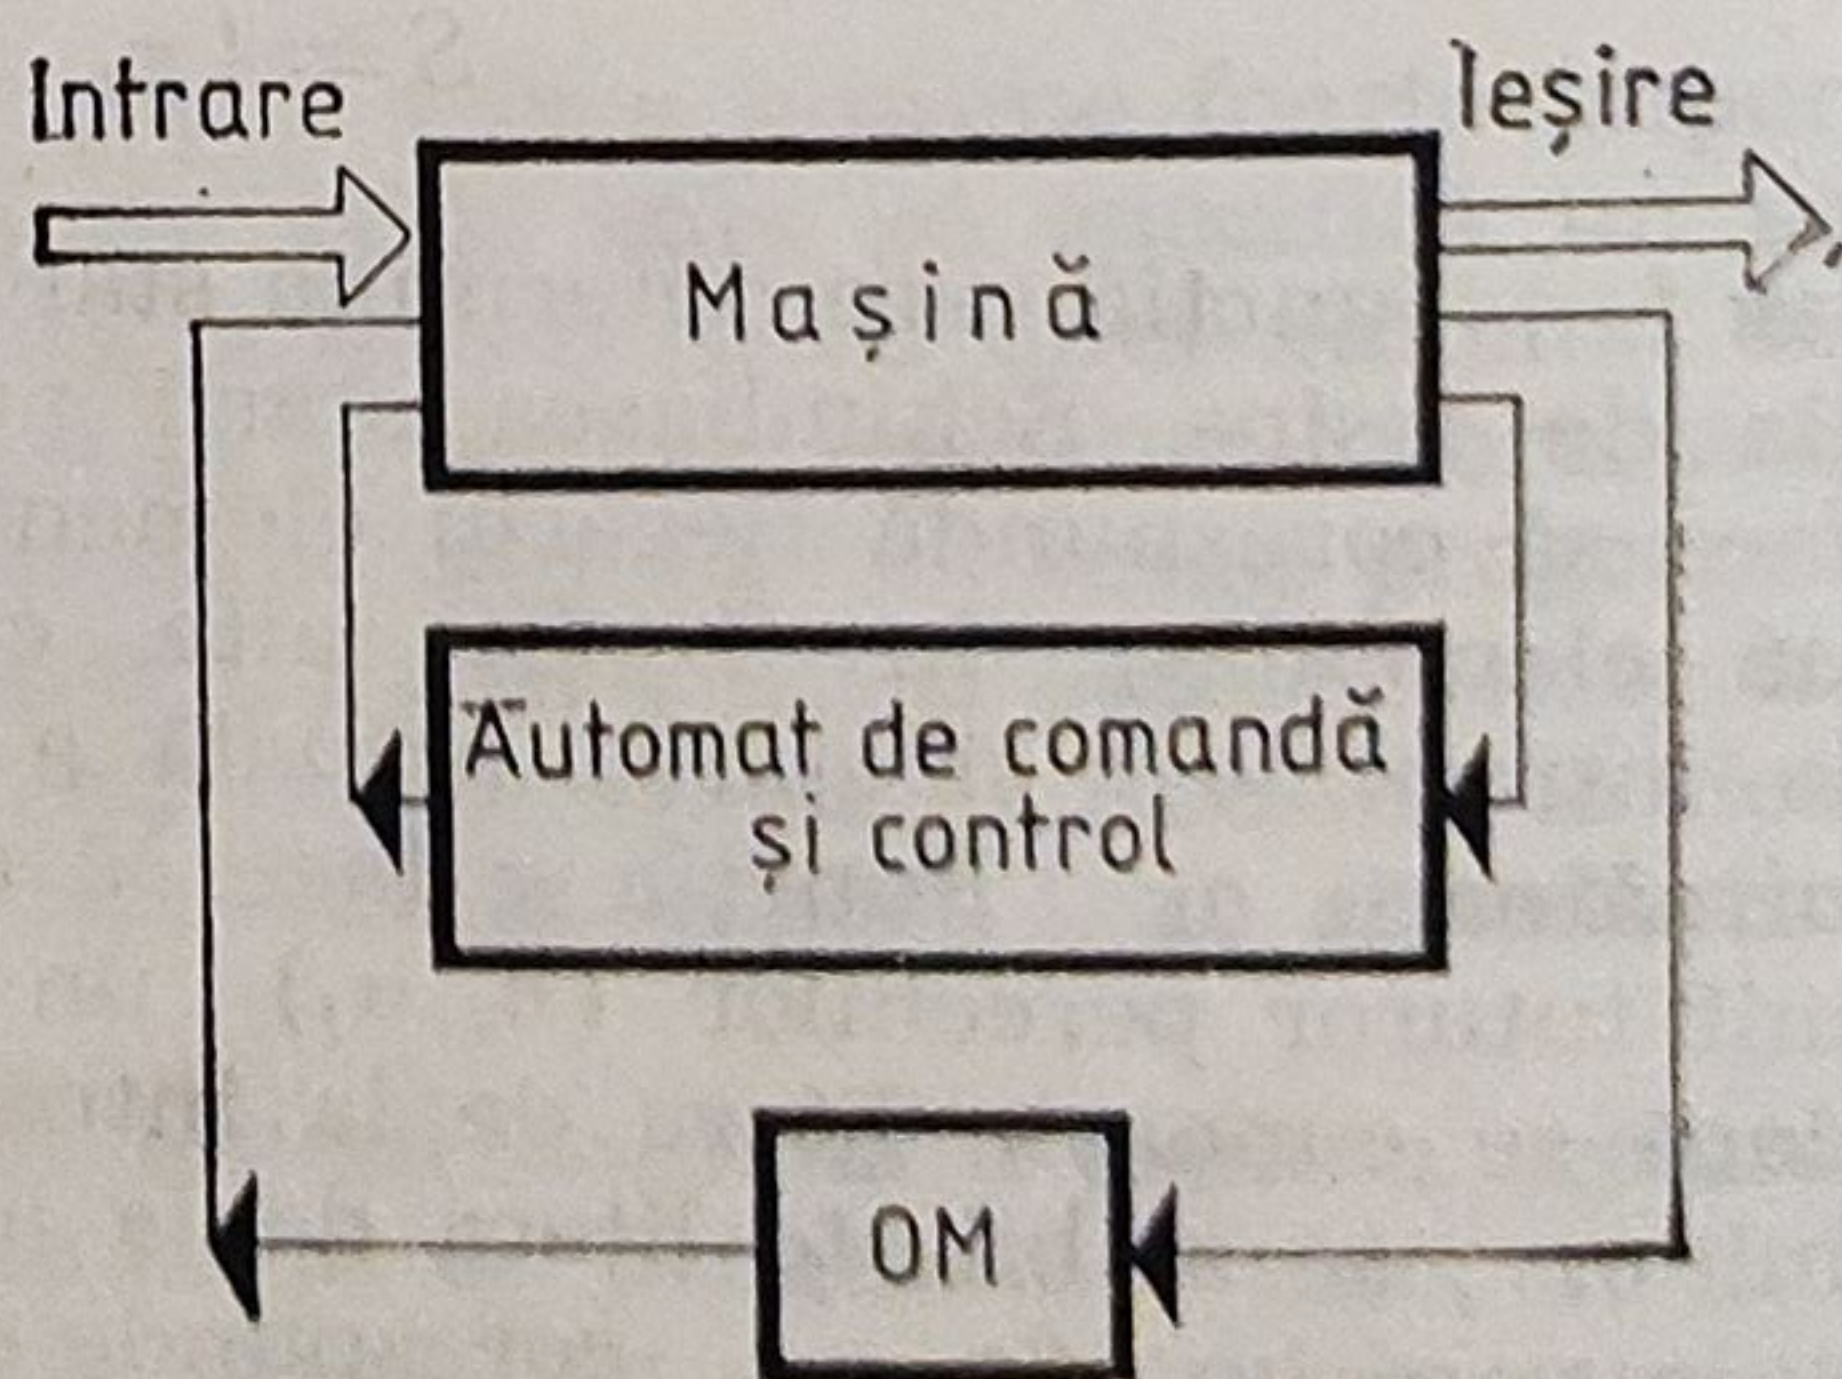 Intrare
Ieșire
Mașină
Automat de comandă
și control
OM